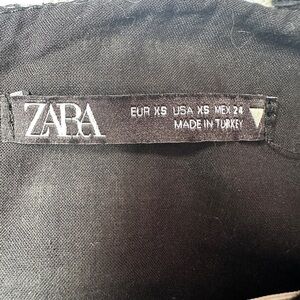 ZARA
EUR XS USA XS MEX 24
MADE IN TURKEY